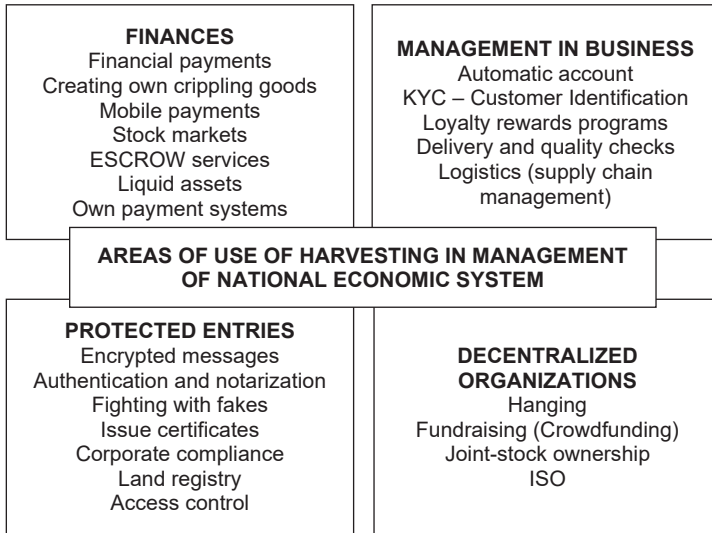 FINANCES
Financial payments
Creating own crippling goods
Mobile payments
Stock markets
ESCROW services
Liquid assets
Own payment systems
MANAGEMENT IN BUSINESS
Automatic account
KYC – Customer Identification
Loyalty rewards programs
Delivery and quality checks
Logistics (supply chain
management)
AREAS OF USE OF HARVESTING IN MANAGEMENT
OF NATIONAL ECONOMIC SYSTEM
PROTECTED ENTRIES
Encrypted messages
Authentication and notarization
Fighting with fakes
Issue certificates
Corporate compliance
Land registry
Access control
DECENTRALIZED
ORGANIZATIONS
Hanging
Fundraising (Crowdfunding)
Joint-stock ownership
ISO